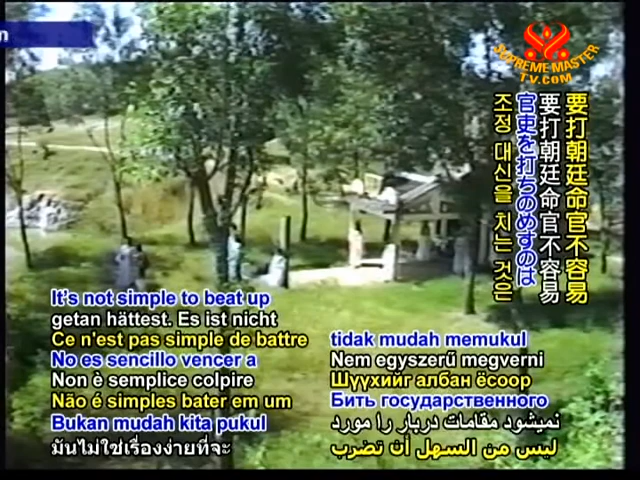 n
SUPREME MASTER
TV.COM
要打朝廷命官不容易
要打朝廷命官不容易
官吏を打ちのめすのは
조정 대신을 치는 것은
It's not simple to beat up
getan hättest. Es ist nicht
Ce n'est pas simple de battre
No es sencillo vencer a
Non è semplice colpire
Não é simples bater em um
Bukan mudah kita pukul
มันไม่ใช่เรื่องง่ายที่จะ
tidak mudah memukul
Nem egyszerű megverni
Шүүхийг албан ёсоор
Бить государственного
نمیشود مقامات دربار را مورد
ليس من السهل أن تضرب